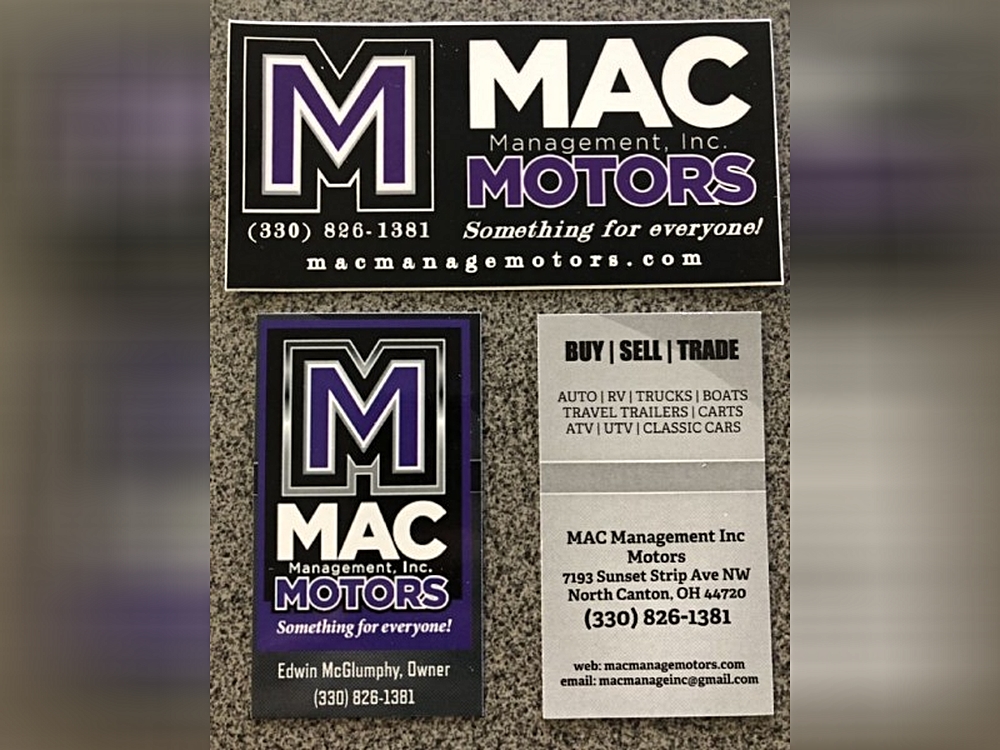 M
MAC
Management, Inc.
MOTORS
(330) 826-1381
Something for everyone!
macmanagemotors.com
M
MAC
Management, Inc.
MOTORS
Something for everyone!
Edwin McGlumphy, Owner
(330) 826-1381
BUY | SELL | TRADE
AUTO | RV | TRUCKS | BOATS
TRAVEL TRAILERS | CARTS
ATV | UTV | CLASSIC CARS
MAC Management Inc
Motors
7193 Sunset Strip Ave NW
North Canton, OH 44720
(330) 826-1381
web: macmanagemotors.com
email: macmanageinc@gmail.com